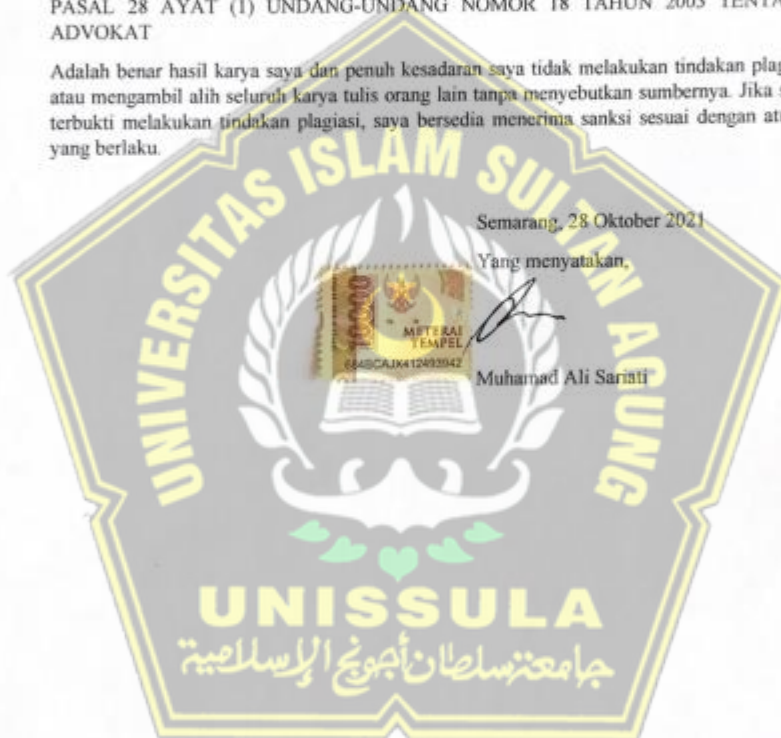 PASAL 28 AYAT (1) UNDANG-UNDANG NOMOR 18 TAHUN 2003
ADVOKAT
Adalah benar hasil karya saya dan penuh kesadaran saya tidak melakukan tindakan
atau mengambil alih seluruh karya tulis orang lain tanpa menyebutkan sumbernya. Jika
terbukti melakukan tindakan plagiasi, saya bersedia menerima sanksi sesuai dengan
yang berlaku.
Semarang, 28 Oktober 2021
Yang menyatakan,
10000
METERAI
TEMPEL
Muhamad Ali Sariati
UNIVERSITAS ISLAM SULTAN AGUNG
UNISSULA
جامعة سلطان أجونج الإسلامية